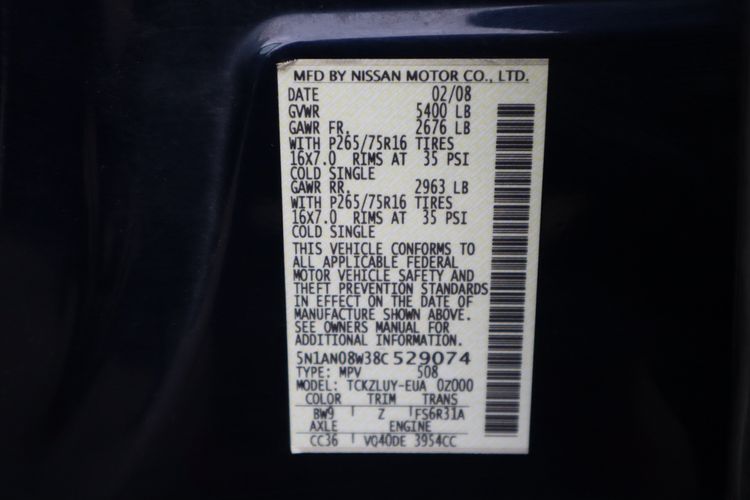 MFD BY NISSAN MOTOR CO., LTD.
DATE 02/08
GVWR 5400 LB
GAWR FR. 2676 LB
WITH P265/75R16 TIRES
16X7.0 RIMS AT 35 PSI
COLD SINGLE
GAWR RR. 2963 LB
WITH P265/75R16 TIRES
16X7.0 RIMS AT 35 PSI
COLD SINGLE
THIS VEHICLE CONFORMS TO
ALL APPLICABLE FEDERAL
MOTOR VEHICLE SAFETY AND
THEFT PREVENTION STANDARDS
IN EFFECT ON THE DATE OF
MANUFACTURE SHOWN ABOVE.
SEE OWNERS MANUAL FOR
ADDITIONAL INFORMATION.
5N1AN08W38C529074
TYPE: MPV 508
MODEL: TCKZLUY-EUA 0Z000
COLOR TRIM TRANS
BW9 Z FS6R31A
AXLE ENGINE
CC36 VQ40DE 3954CC